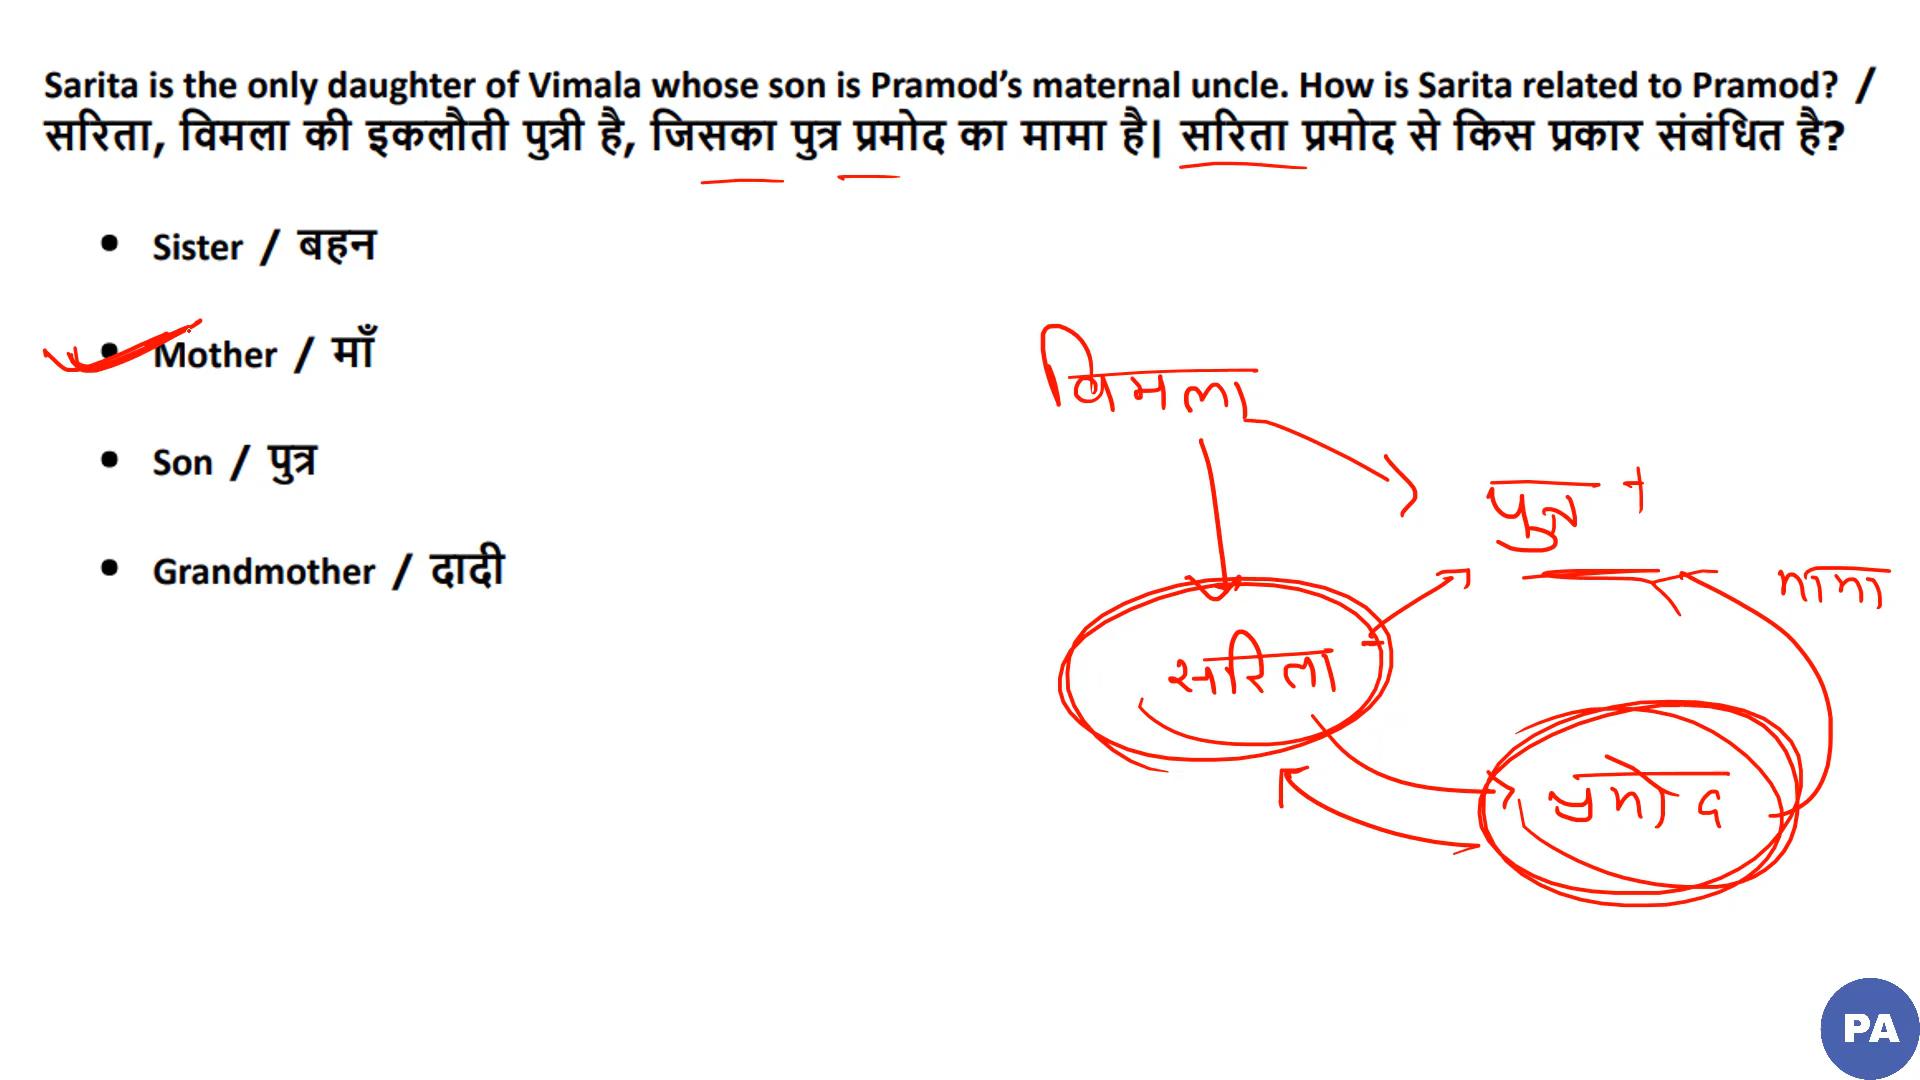 Sarita is the only daughter of Vimala whose son is Pramod’s maternal uncle. How is Sarita related to Pramod? /
सरिता, विमला की इकलौती पुत्री है, जिसका पुत्र प्रमोद का मामा है| सरिता प्रमोद से किस प्रकार संबंधित है?
• Sister / बहन
• Mother / माँ
• Son / पुत्र
• Grandmother / दादी
विमला
पुत्र +
मामा
सरिता -
प्रमोद
PA